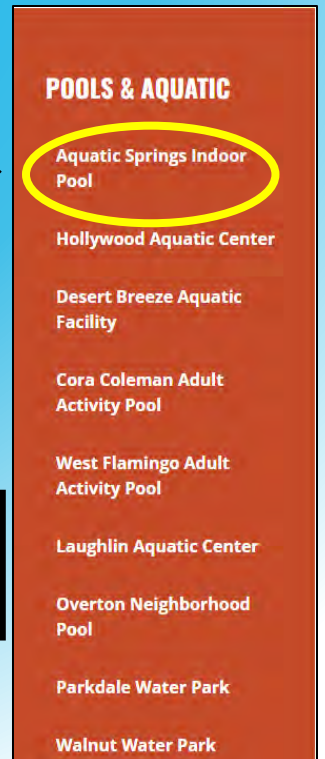 POOLS & AQUATIC
Aquatic Springs Indoor
Pool
Hollywood Aquatic Center
Desert Breeze Aquatic
Facility
Cora Coleman Adult
Activity Pool
West Flamingo Adult
Activity Pool
Laughlin Aquatic Center
Overton Neighborhood
Pool
Parkdale Water Park
Walnut Water Park